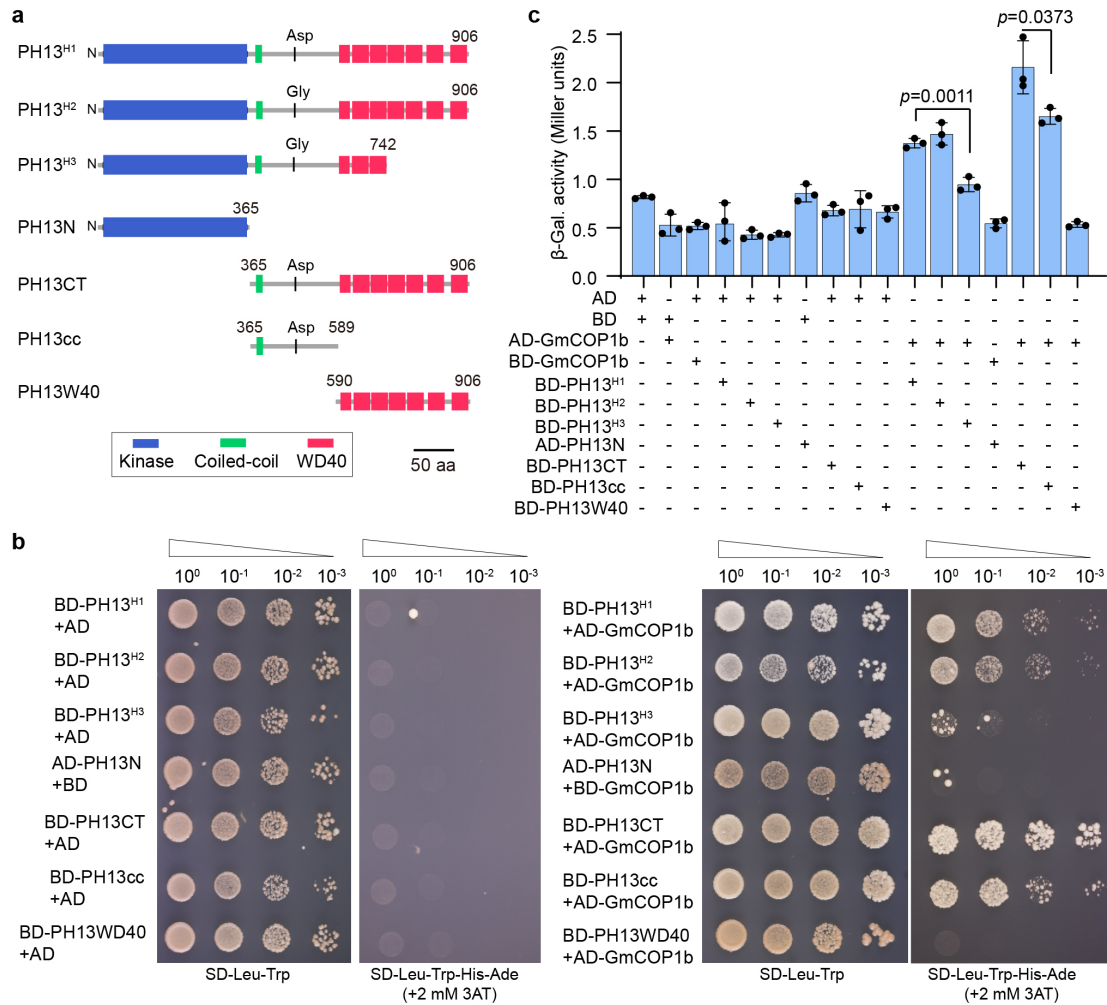 a
Asp
906
PH13H1
N
Gly
906
PH13H2
N
Gly
742
PH13H3
N
365
PH13N
N
365
Asp
906
PH13CT
365
Asp
589
PH13cc
590
906
PH13W40
Kinase
Coiled-coil
WD40
50 aa
c
p=0.0373
p=0.0011
β-Gal. activity (Miller units)
2.5
2.0
1.5
1.0
0.5
0.0
AD + - + + + + - + + + - - - - - - -
BD + + - - - - + - - - - - - - - - -
AD-GmCOP1b - + - - - - - - - - + + + - + + +
BD-GmCOP1b - - + - - - - - - - - - - + - - -
BD-PH13H1 - - - + - - - - - - + - - - - - -
BD-PH13H2 - - - - + - - - - - - + - - - - -
BD-PH13H3 - - - - - + - - - - - - + - - - -
AD-PH13N - - - - - - + - - - - - - + - - -
BD-PH13CT - - - - - - - + - - - - - - + - -
BD-PH13cc - - - - - - - - + - - - - - - + -
BD-PH13W40 - - - - - - - - - + - - - - - - +
b
10⁰ 10⁻¹ 10⁻² 10⁻³
10⁰ 10⁻¹ 10⁻² 10⁻³
BD-PH13H1
+AD
BD-PH13H2
+AD
BD-PH13H3
+AD
AD-PH13N
+BD
BD-PH13CT
+AD
BD-PH13cc
+AD
BD-PH13WD40
+AD
SD-Leu-Trp
SD-Leu-Trp-His-Ade
(+2 mM 3AT)
10⁰ 10⁻¹ 10⁻² 10⁻³
10⁰ 10⁻¹ 10⁻² 10⁻³
BD-PH13H1
+AD-GmCOP1b
BD-PH13H2
+AD-GmCOP1b
BD-PH13H3
+AD-GmCOP1b
AD-PH13N
+BD-GmCOP1b
BD-PH13CT
+AD-GmCOP1b
BD-PH13cc
+AD-GmCOP1b
BD-PH13WD40
+AD-GmCOP1b
SD-Leu-Trp
SD-Leu-Trp-His-Ade
(+2 mM 3AT)